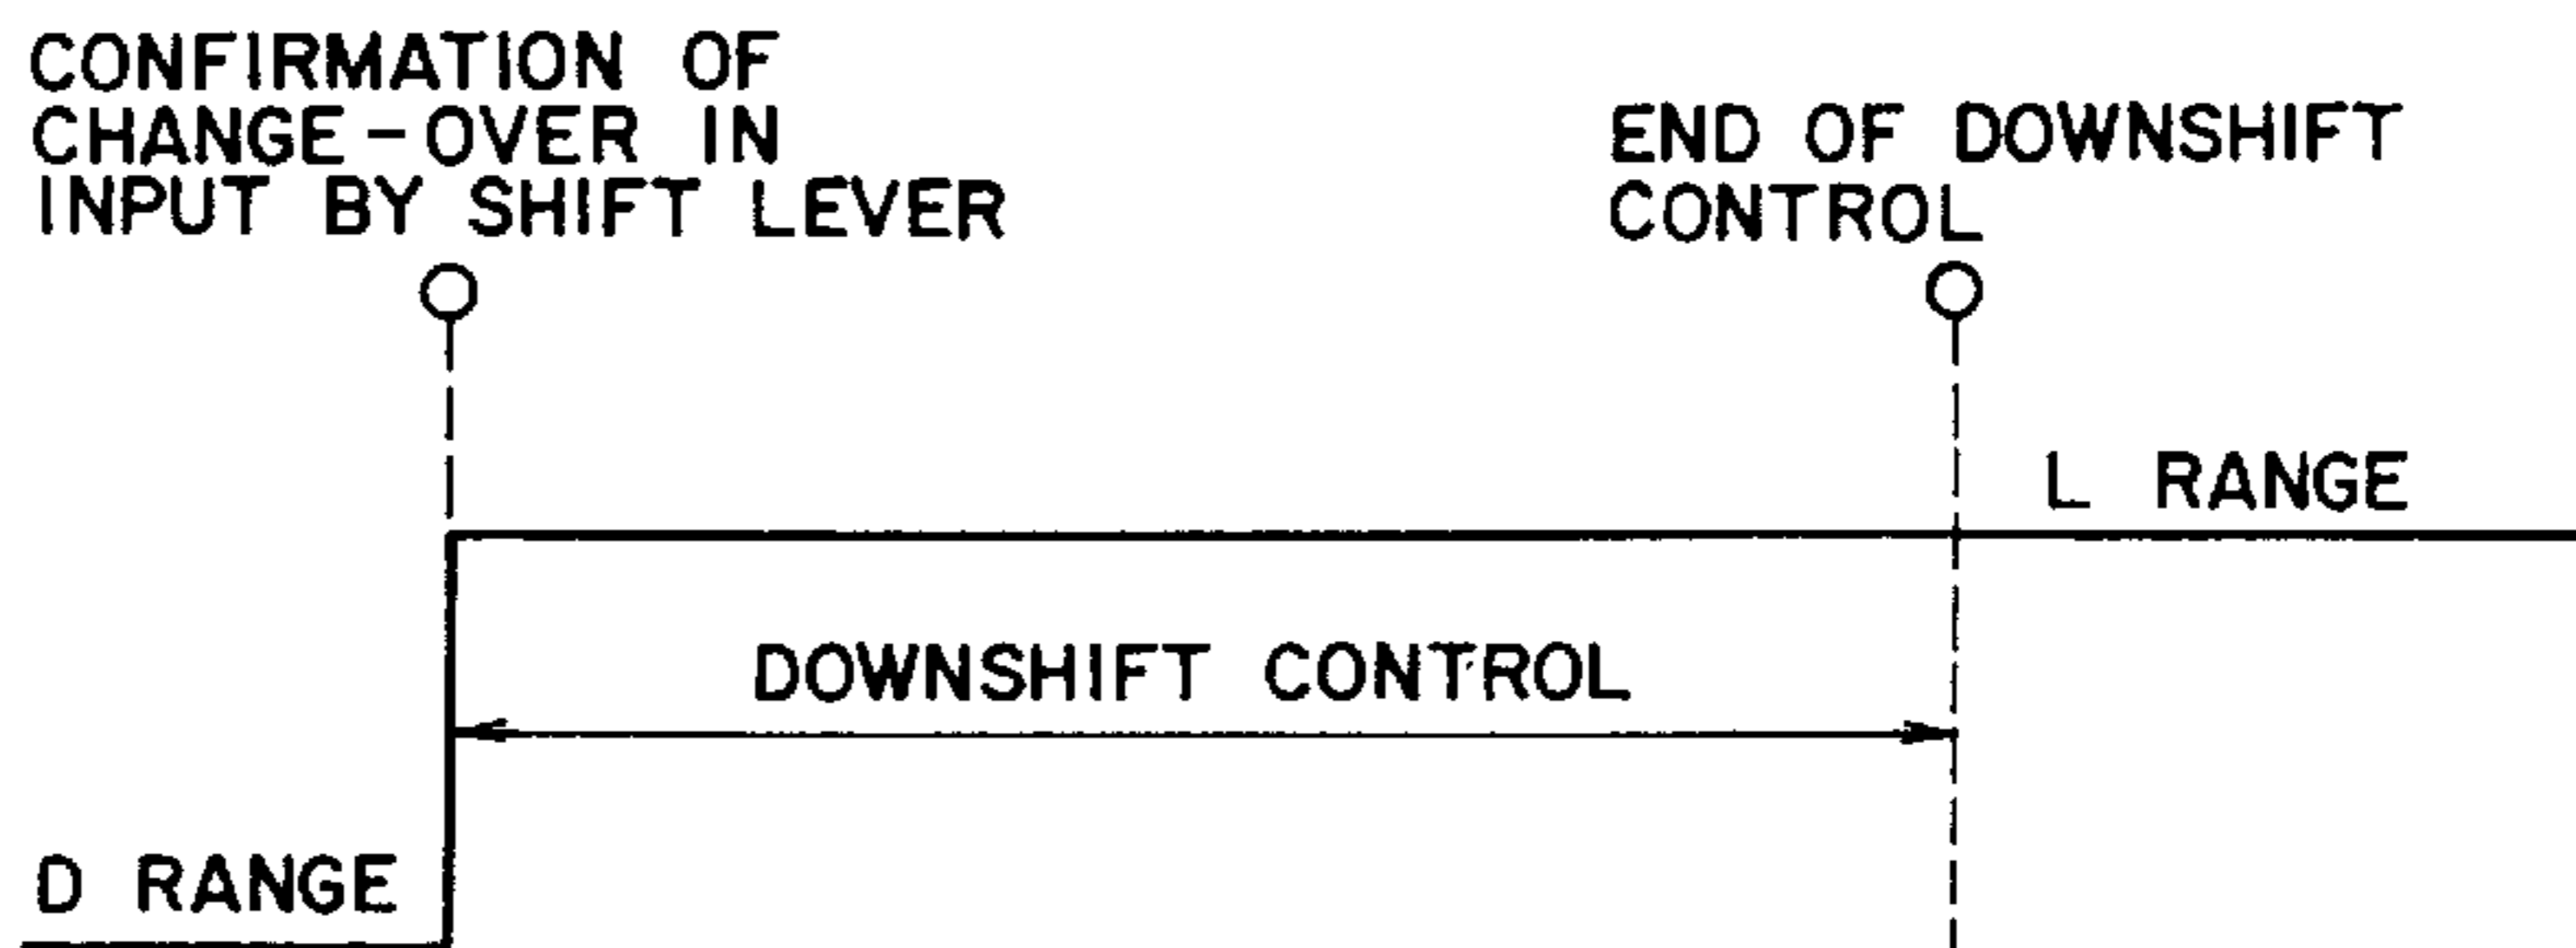 CONFIRMATION OF
CHANGE-OVER IN
INPUT BY SHIFT LEVER
END OF DOWNSHIFT
CONTROL
L RANGE
DOWNSHIFT CONTROL
D RANGE